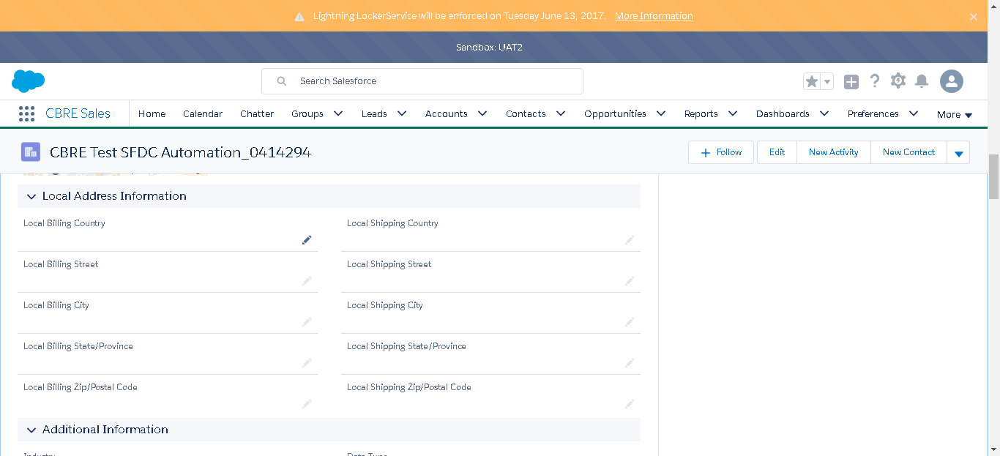 Lightning LockerService will be enforced on Tuesday June 13, 2017. More Information
Sandbox: UAT2
Search Salesforce
CBRE Sales Home Calendar Chatter Groups Leads Accounts Contacts Opportunities Reports Dashboards Preferences More
CBRE Test SFDC Automation_0414294
Follow Edit New Activity New Contact
Local Address Information
Local Billing Country Local Shipping Country
Local Billing Street Local Shipping Street
Local Billing City Local Shipping City
Local Billing State/Province Local Shipping State/Province
Local Billing Zip/Postal Code Local Shipping Zip/Postal Code
Additional Information
Industry Data Type